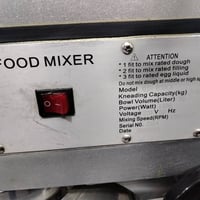 FOOD MIXER
⚠ ATTENTION
* 1 fit to mix rated dough
* 2 fit to mix rated filling
* 3 fit to rated egg liquid
Do not mix dough at middle or high sp
Model
Kneading Capacity(kg)
Bowl Volume(Liter)
Power(Watt)
Voltage V Hz
Mixing Speed(RPM)
Serial NO.
Date